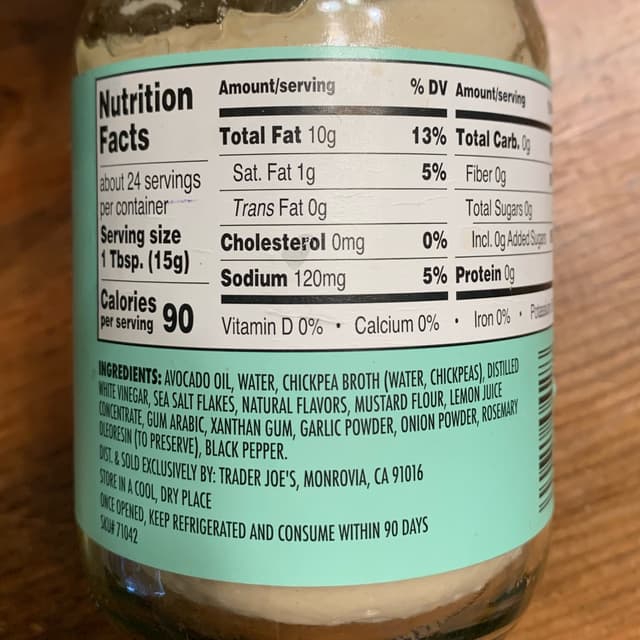 Nutrition
Facts
about 24 servings
per container
Serving size
1 Tbsp. (15g)
Calories
per serving 90
Amount/serving % DV
Total Fat 10g 13%
Sat. Fat 1g 5%
Trans Fat 0g
Cholesterol 0mg 0%
Sodium 120mg 5%
Amount/serving
Total Carb. 0g
Fiber 0g
Total Sugars 0g
Incl. 0g Added Sugars
Protein 0g
Vitamin D 0% • Calcium 0% • Iron 0% •
INGREDIENTS: AVOCADO OIL, WATER, CHICKPEA BROTH (WATER, CHICKPEAS), DISTILLED
WHITE VINEGAR, SEA SALT FLAKES, NATURAL FLAVORS, MUSTARD FLOUR, LEMON JUICE
CONCENTRATE, GUM ARABIC, XANTHAN GUM, GARLIC POWDER, ONION POWDER, ROSEMARY
OLEORESIN (TO PRESERVE), BLACK PEPPER.
DIST. & SOLD EXCLUSIVELY BY: TRADER JOE'S, MONROVIA, CA 91016
STORE IN A COOL, DRY PLACE
ONCE OPENED, KEEP REFRIGERATED AND CONSUME WITHIN 90 DAYS
SKU# 71042